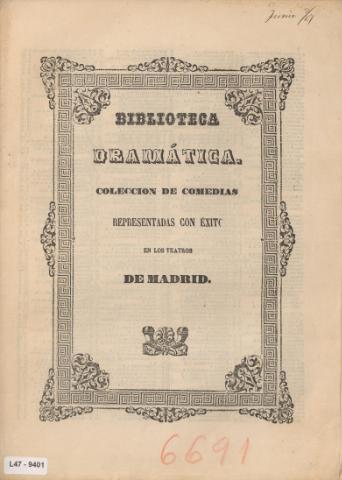 BIBLIOTECA
DRAMÁTICA.
COLECCION DE COMEDIAS
REPRESENTADAS CON ÉXITO
EN LOS TEATROS
DE MADRID.
6691
L47 - 9401